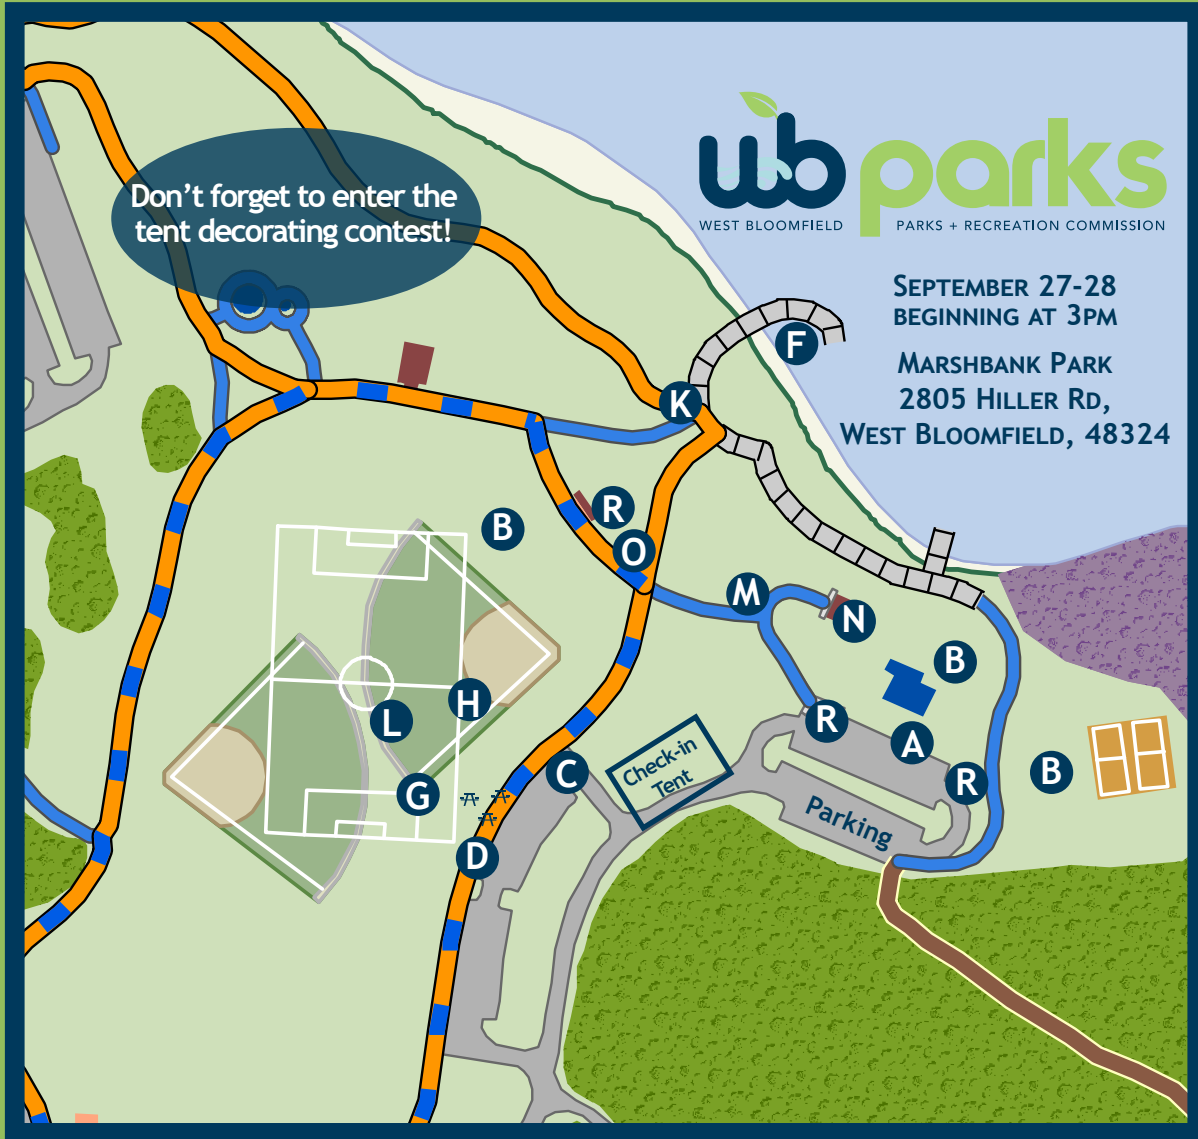 Don't forget to enter the
tent decorating contest!
wb parks
WEST BLOOMFIELD PARKS + RECREATION COMMISSION
SEPTEMBER 27-28
BEGINNING AT 3PM
MARSHBANK PARK
2805 HILLER RD,
WEST BLOOMFIELD, 48324
F
K
R
B
O
M
N
B
H
L
R
A
C
Check-in
Tent
B
R
G
Parking
D